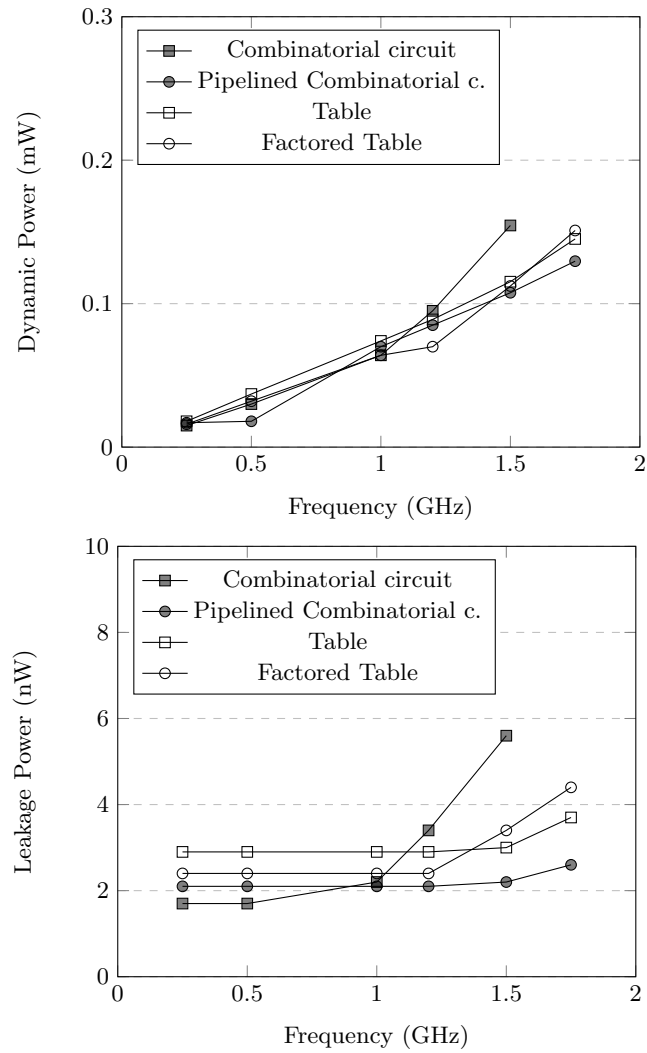 0.3
Combinatorial circuit
Pipelined Combinatorial c.
Table
Factored Table
0.2
0.1
0
Dynamic Power (mW)
0 0.5 1 1.5 2
Frequency (GHz)
10
Combinatorial circuit
Pipelined Combinatorial c.
Table
Factored Table
8
6
4
2
0
Leakage Power (nW)
0 0.5 1 1.5 2
Frequency (GHz)